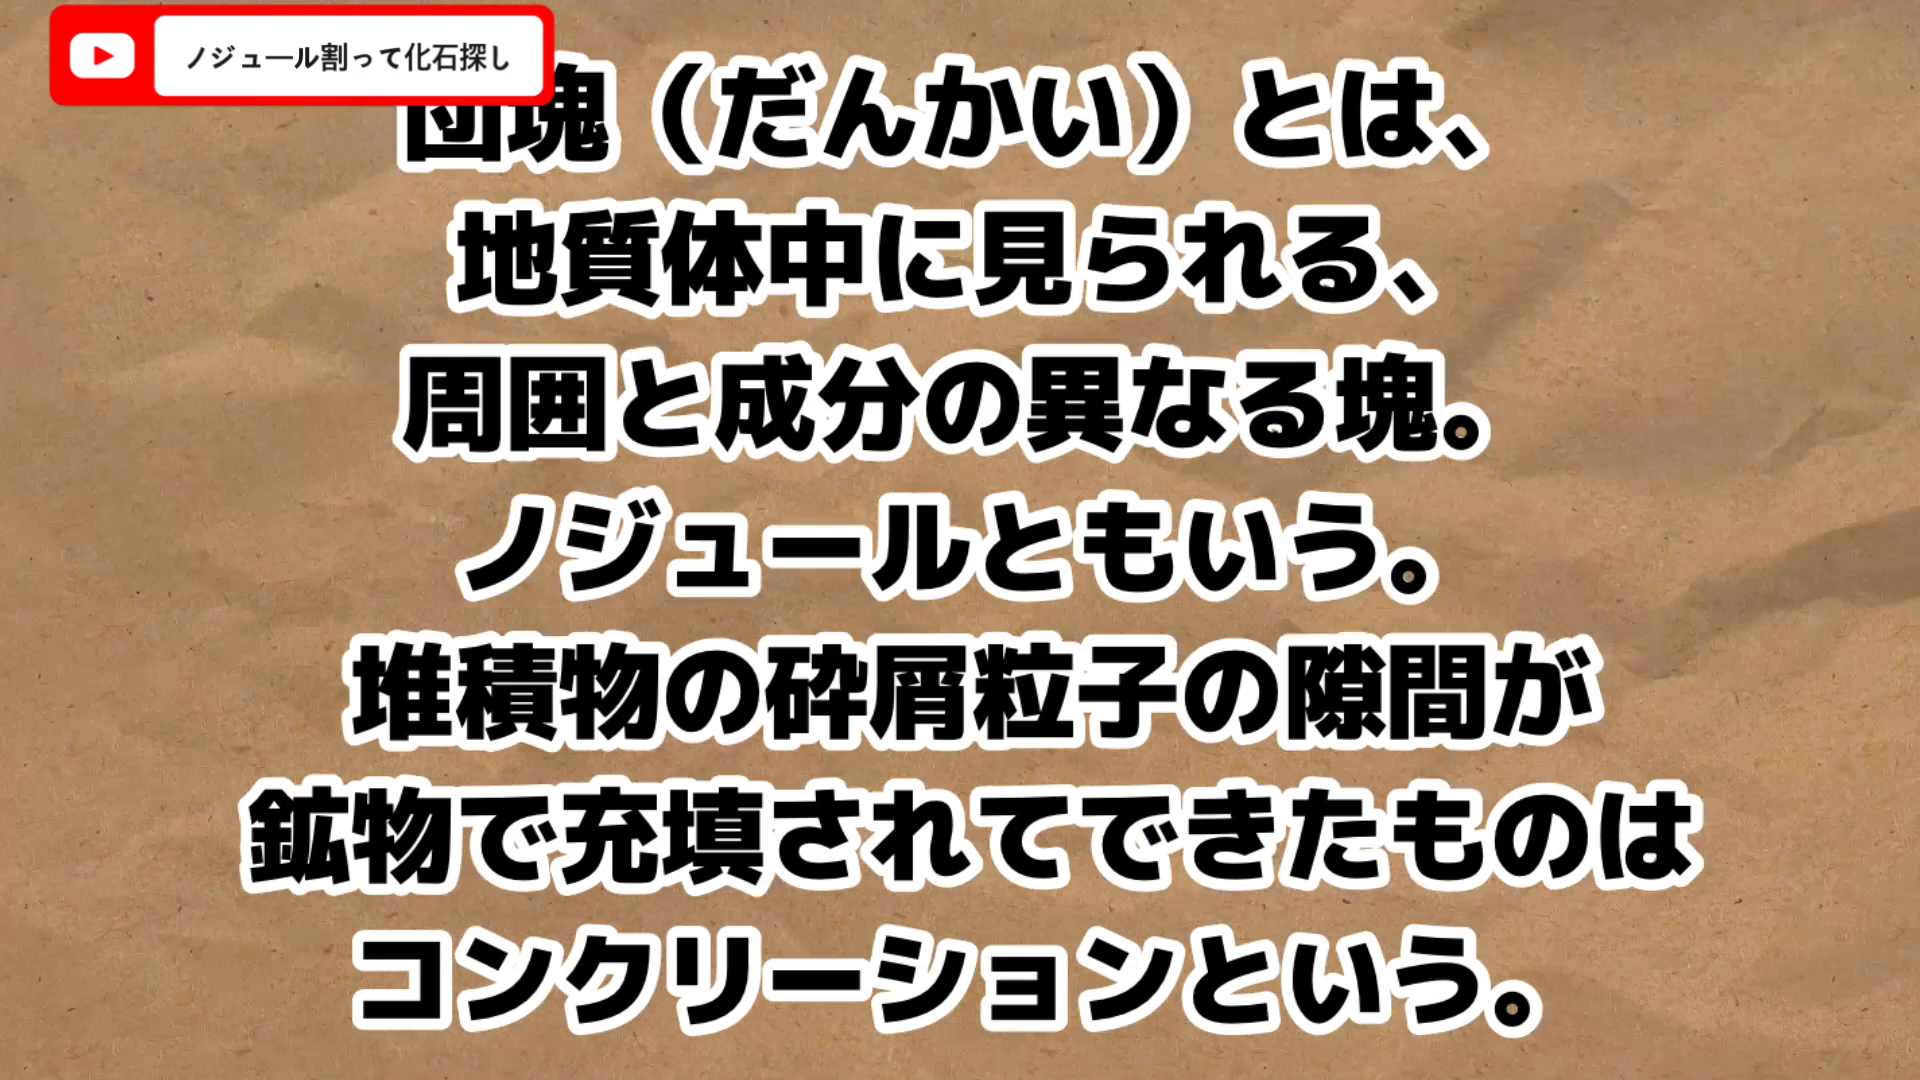 ノジュール割って化石探し
団塊（だんかい）とは、
地質体中に見られる、
周囲と成分の異なる塊。
ノジュールともいう。
堆積物の砕屑粒子の隙間が
鉱物で充填されてできたものは
コンクリーションという。